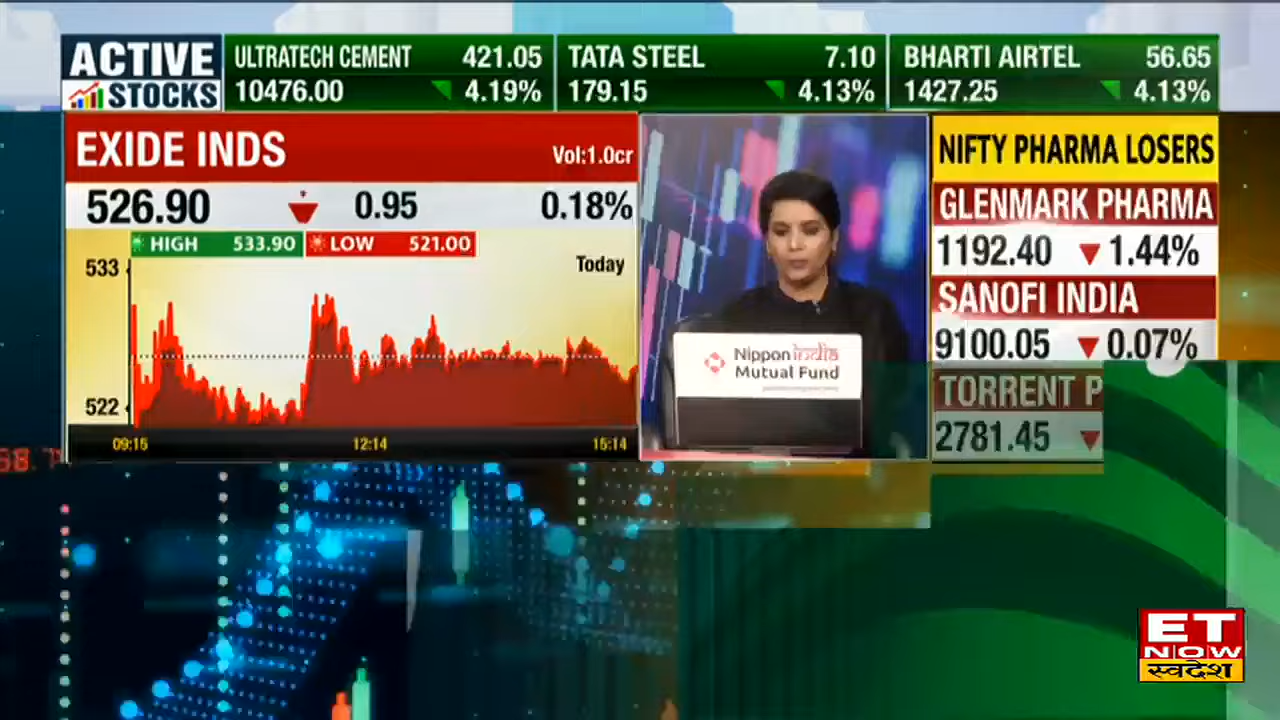 ACTIVE STOCKS
ULTRATECH CEMENT 421.05
10476.00 4.19%
TATA STEEL 7.10
179.15 4.13%
BHARTI AIRTEL 56.65
1427.25 4.13%
EXIDE INDS Vol:1.0cr
526.90 0.95 0.18%
HIGH 533.90 LOW 521.00
Today
533
522
09:15 12:14 15:14
Nippon india
Mutual Fund
NIFTY PHARMA LOSERS
GLENMARK PHARMA
1192.40 1.44%
SANOFI INDIA
9100.05 0.07%
TORRENT P
2781.45
ET
NOW
स्वदेश